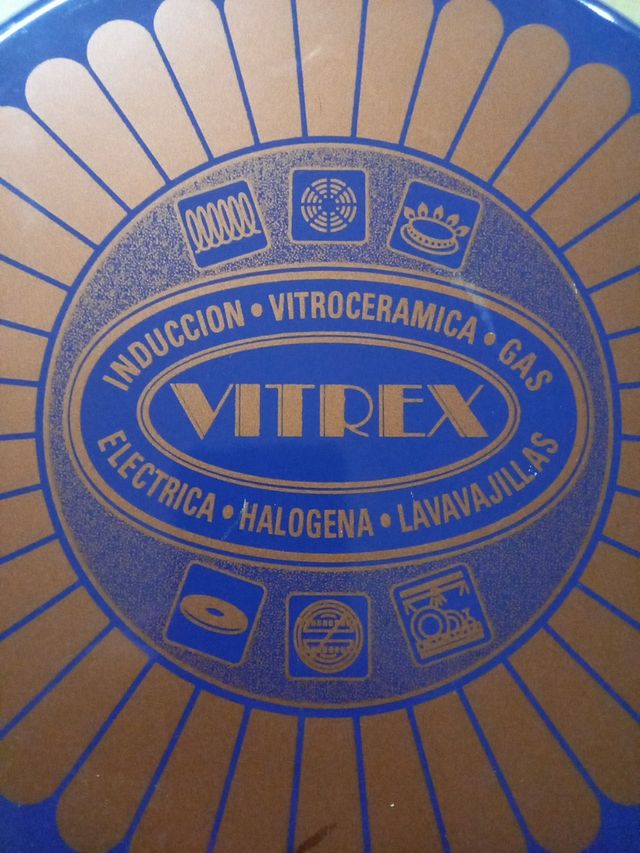 INDUCCION • VITROCERAMICA • GAS
VITREX
ELECTRICA • HALOGENA • LAVAVAJILLAS